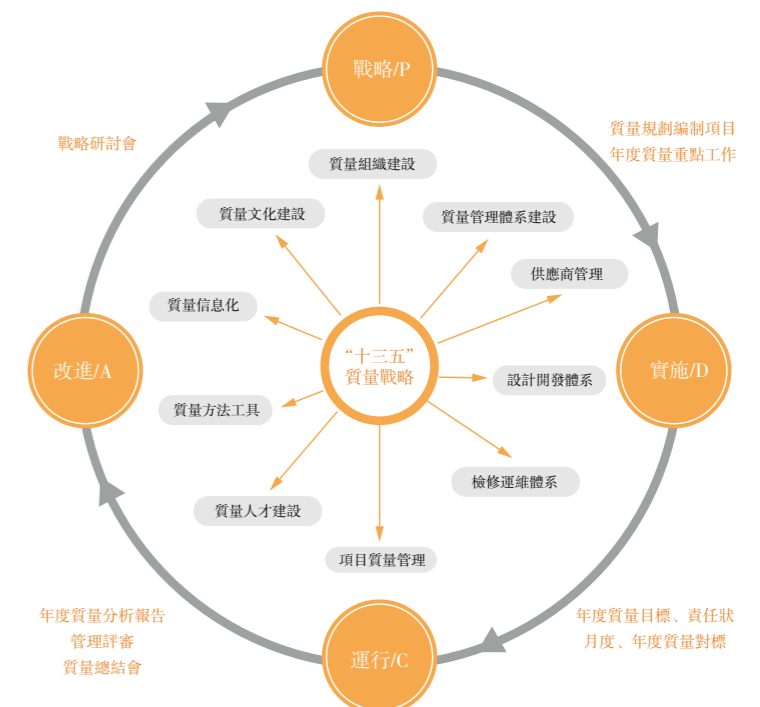 戰略/P
質量規劃編制項目
年度質量重點工作
戰略研討會
質量組織建設
質量文化建設
質量管理體系建設
供應商管理
質量信息化
“十三五”
質量戰略
改進/A
實施/D
設計開發體系
質量方法工具
檢修運維體系
質量人才建設
項目質量管理
年度質量分析報告
管理評審
質量總結會
年度質量目標、責任狀
月度、年度質量對標
運行/C